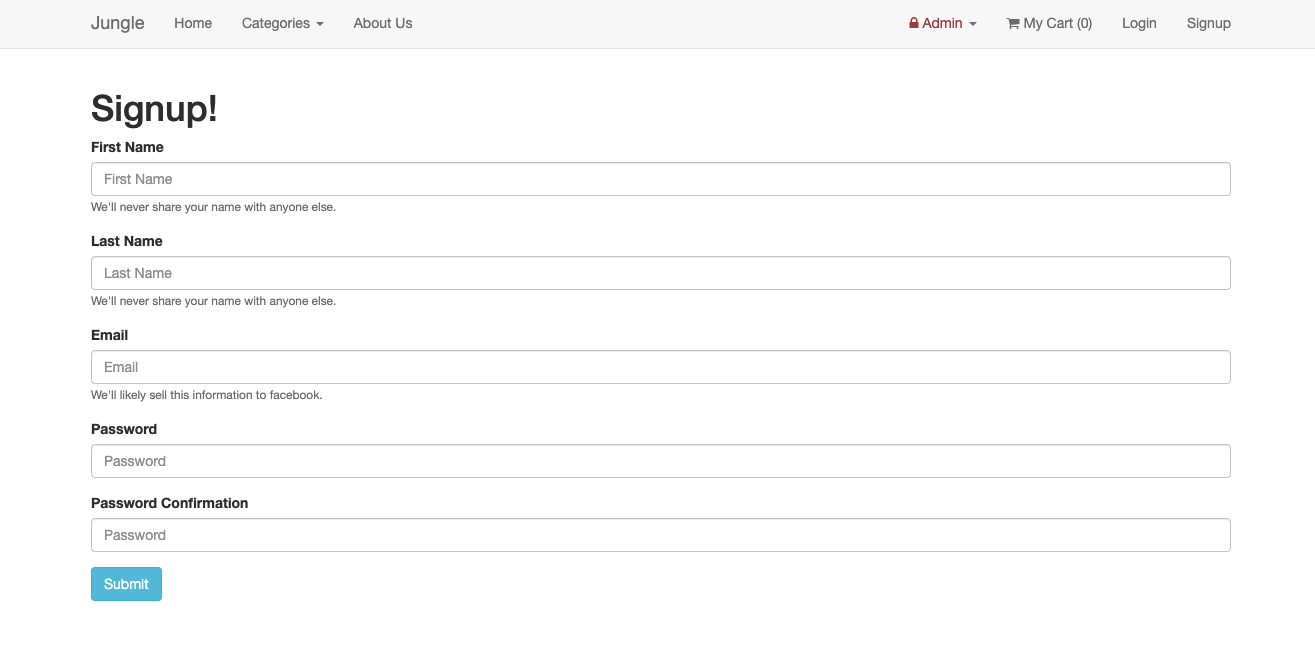 Jungle Home Categories About Us Admin My Cart (0) Login Signup
Signup!
First Name
First Name
We'll never share your name with anyone else.
Last Name
Last Name
We'll never share your name with anyone else.
Email
Email
We'll likely sell this information to facebook.
Password
Password
Password Confirmation
Password
Submit